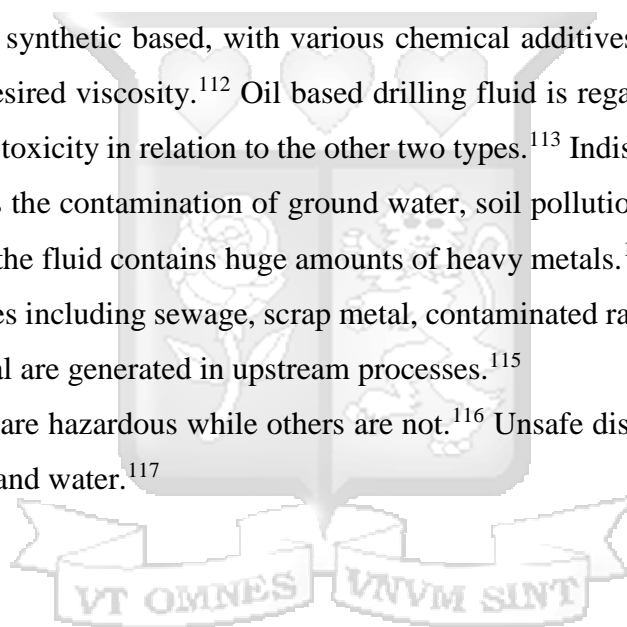 synthetic based, with various chemical additives
esired viscosity.¹¹² Oil based drilling fluid is rega
toxicity in relation to the other two types.¹¹³ Indis
s the contamination of ground water, soil pollutio
the fluid contains huge amounts of heavy metals.
es including sewage, scrap metal, contaminated ra
al are generated in upstream processes.¹¹⁵
are hazardous while others are not.¹¹⁶ Unsafe dis
and water.¹¹⁷
VT OMNES VNVM SINT